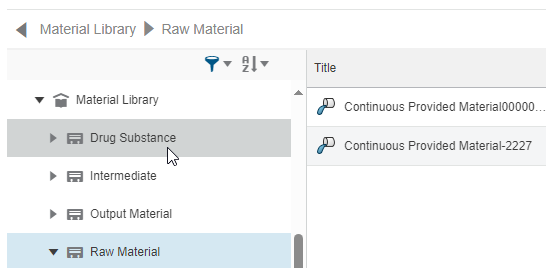 Material Library Raw Material
Title
Material Library
Continuous Provided Material00000...
Drug Substance
Continuous Provided Material-2227
Intermediate
Output Material
Raw Material